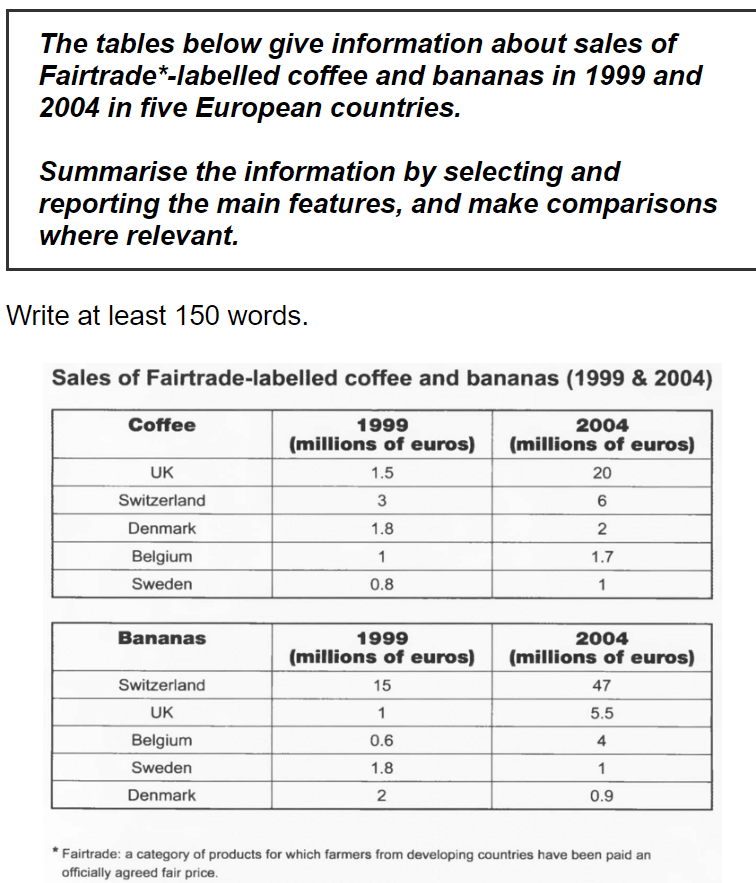 The tables below give information about sales of
Fairtrade*-labelled coffee and bananas in 1999 and
2004 in five European countries.
Summarise the information by selecting and
reporting the main features, and make comparisons
where relevant.
Write at least 150 words.
Sales of Fairtrade-labelled coffee and bananas (1999 & 2004)
Coffee 1999 2004
(millions of euros) (millions of euros)
UK 1.5 20
Switzerland 3 6
Denmark 1.8 2
Belgium 1 1.7
Sweden 0.8 1
Bananas 1999 2004
(millions of euros) (millions of euros)
Switzerland 15 47
UK 1 5.5
Belgium 0.6 4
Sweden 1.8 1
Denmark 2 0.9
* Fairtrade: a category of products for which farmers from developing countries have been paid an
officially agreed fair price.